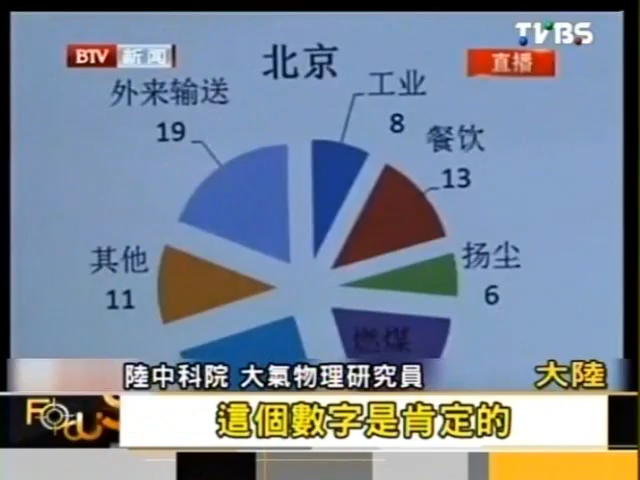 TVBS
BTV 新闻
北京
直播
外来输送
19
工业
8
餐饮
13
其他
11
扬尘
6
燃煤
陸中科院 大氣物理研究員
大陸
這個數字是肯定的